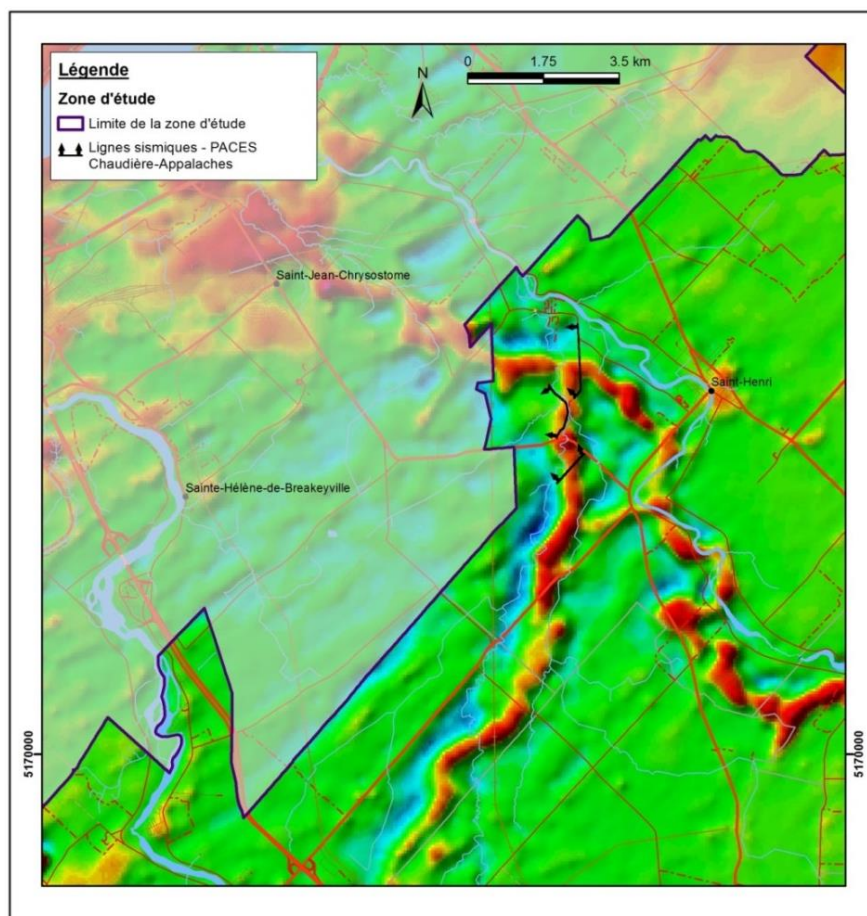 Légende
Zone d'étude
Limite de la zone d'étude
Lignes sismiques - PACES
Chaudière-Appalaches
N
0 1.75 3.5 km
Saint-Jean-Chrysostome
Saint-Henri
Sainte-Hélène-de-Breakeyville
5170000
5170000